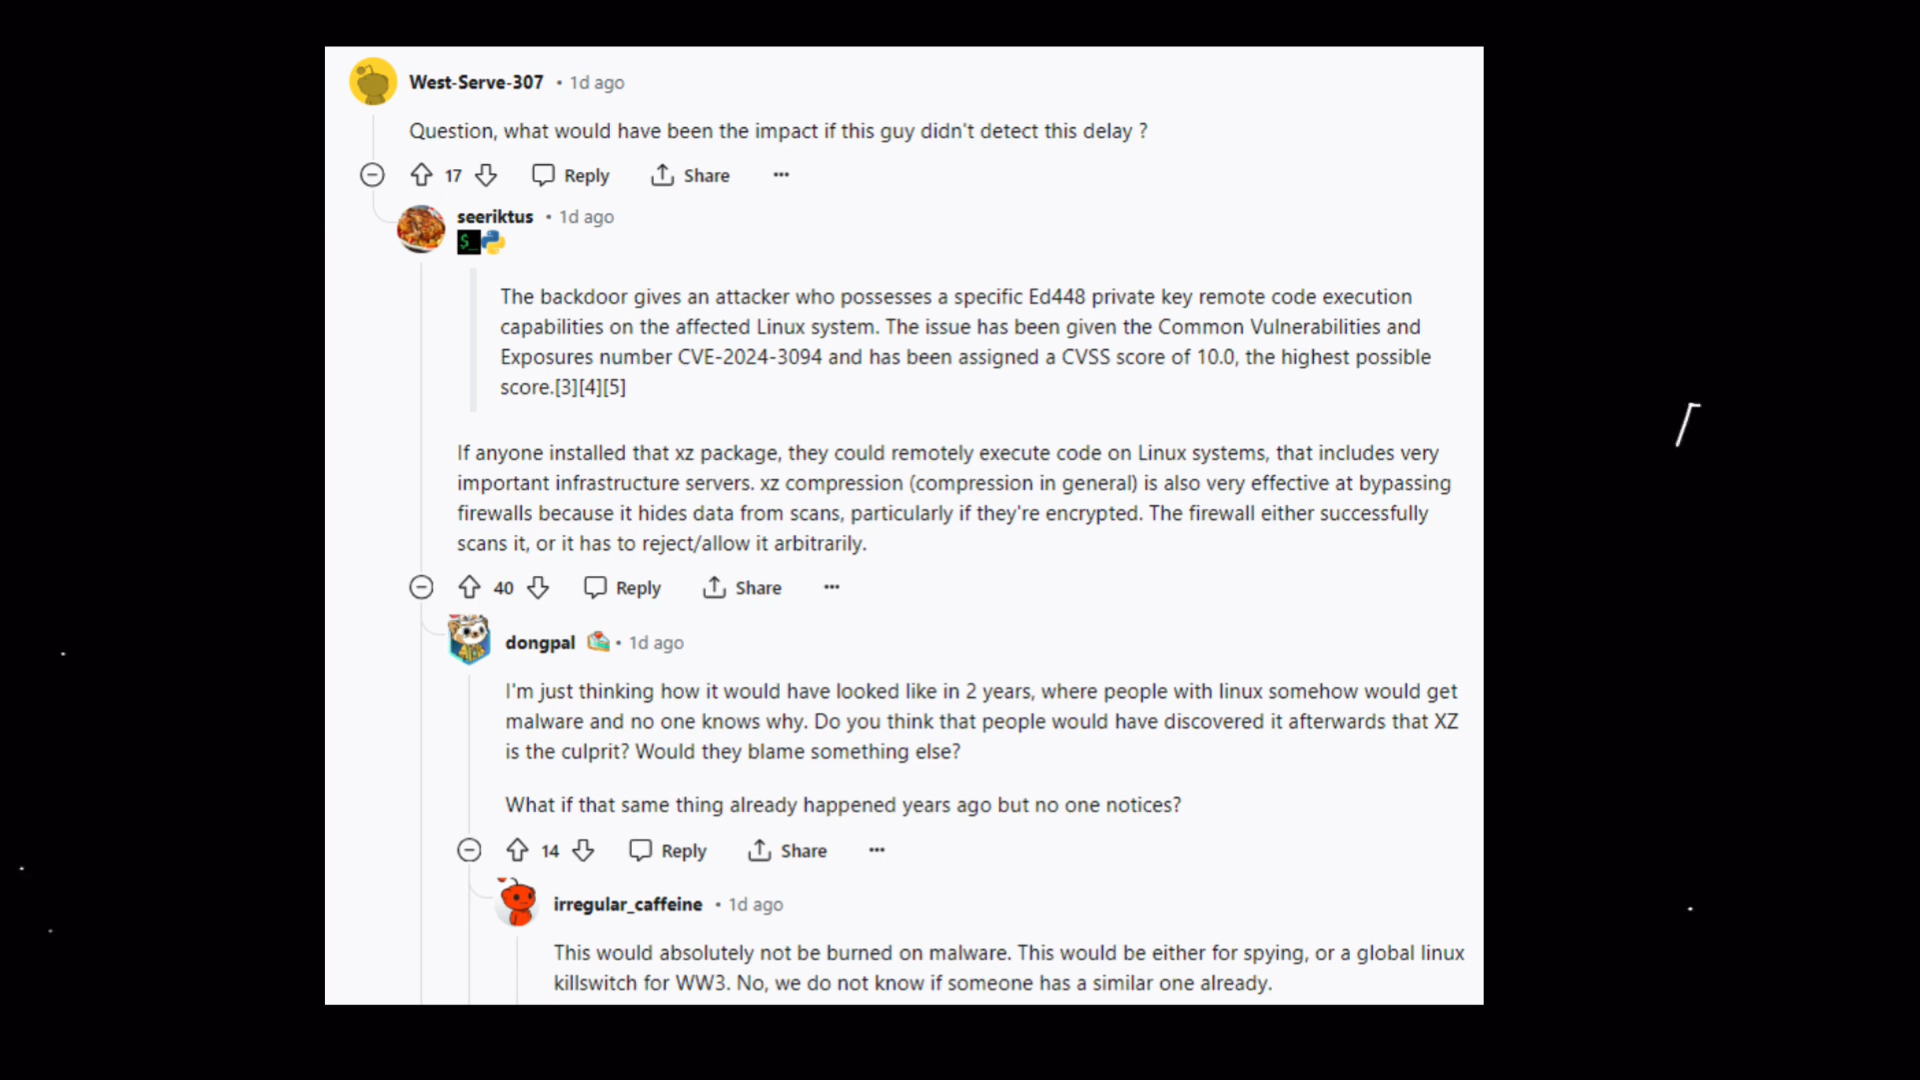 West-Serve-307 • 1d ago
Question, what would have been the impact if this guy didn't detect this delay ?
17 Reply Share ...
seeriktus • 1d ago
$_
The backdoor gives an attacker who possesses a specific Ed448 private key remote code execution
capabilities on the affected Linux system. The issue has been given the Common Vulnerabilities and
Exposures number CVE-2024-3094 and has been assigned a CVSS score of 10.0, the highest possible
score.[3][4][5]
If anyone installed that xz package, they could remotely execute code on Linux systems, that includes very
important infrastructure servers. xz compression (compression in general) is also very effective at bypassing
firewalls because it hides data from scans, particularly if they're encrypted. The firewall either successfully
scans it, or it has to reject/allow it arbitrarily.
40 Reply Share ...
dongpal • 1d ago
I'm just thinking how it would have looked like in 2 years, where people with linux somehow would get
malware and no one knows why. Do you think that people would have discovered it afterwards that XZ
is the culprit? Would they blame something else?
What if that same thing already happened years ago but no one notices?
14 Reply Share ...
irregular_caffeine • 1d ago
This would absolutely not be burned on malware. This would be either for spying, or a global linux
killswitch for WW3. No, we do not know if someone has a similar one already.